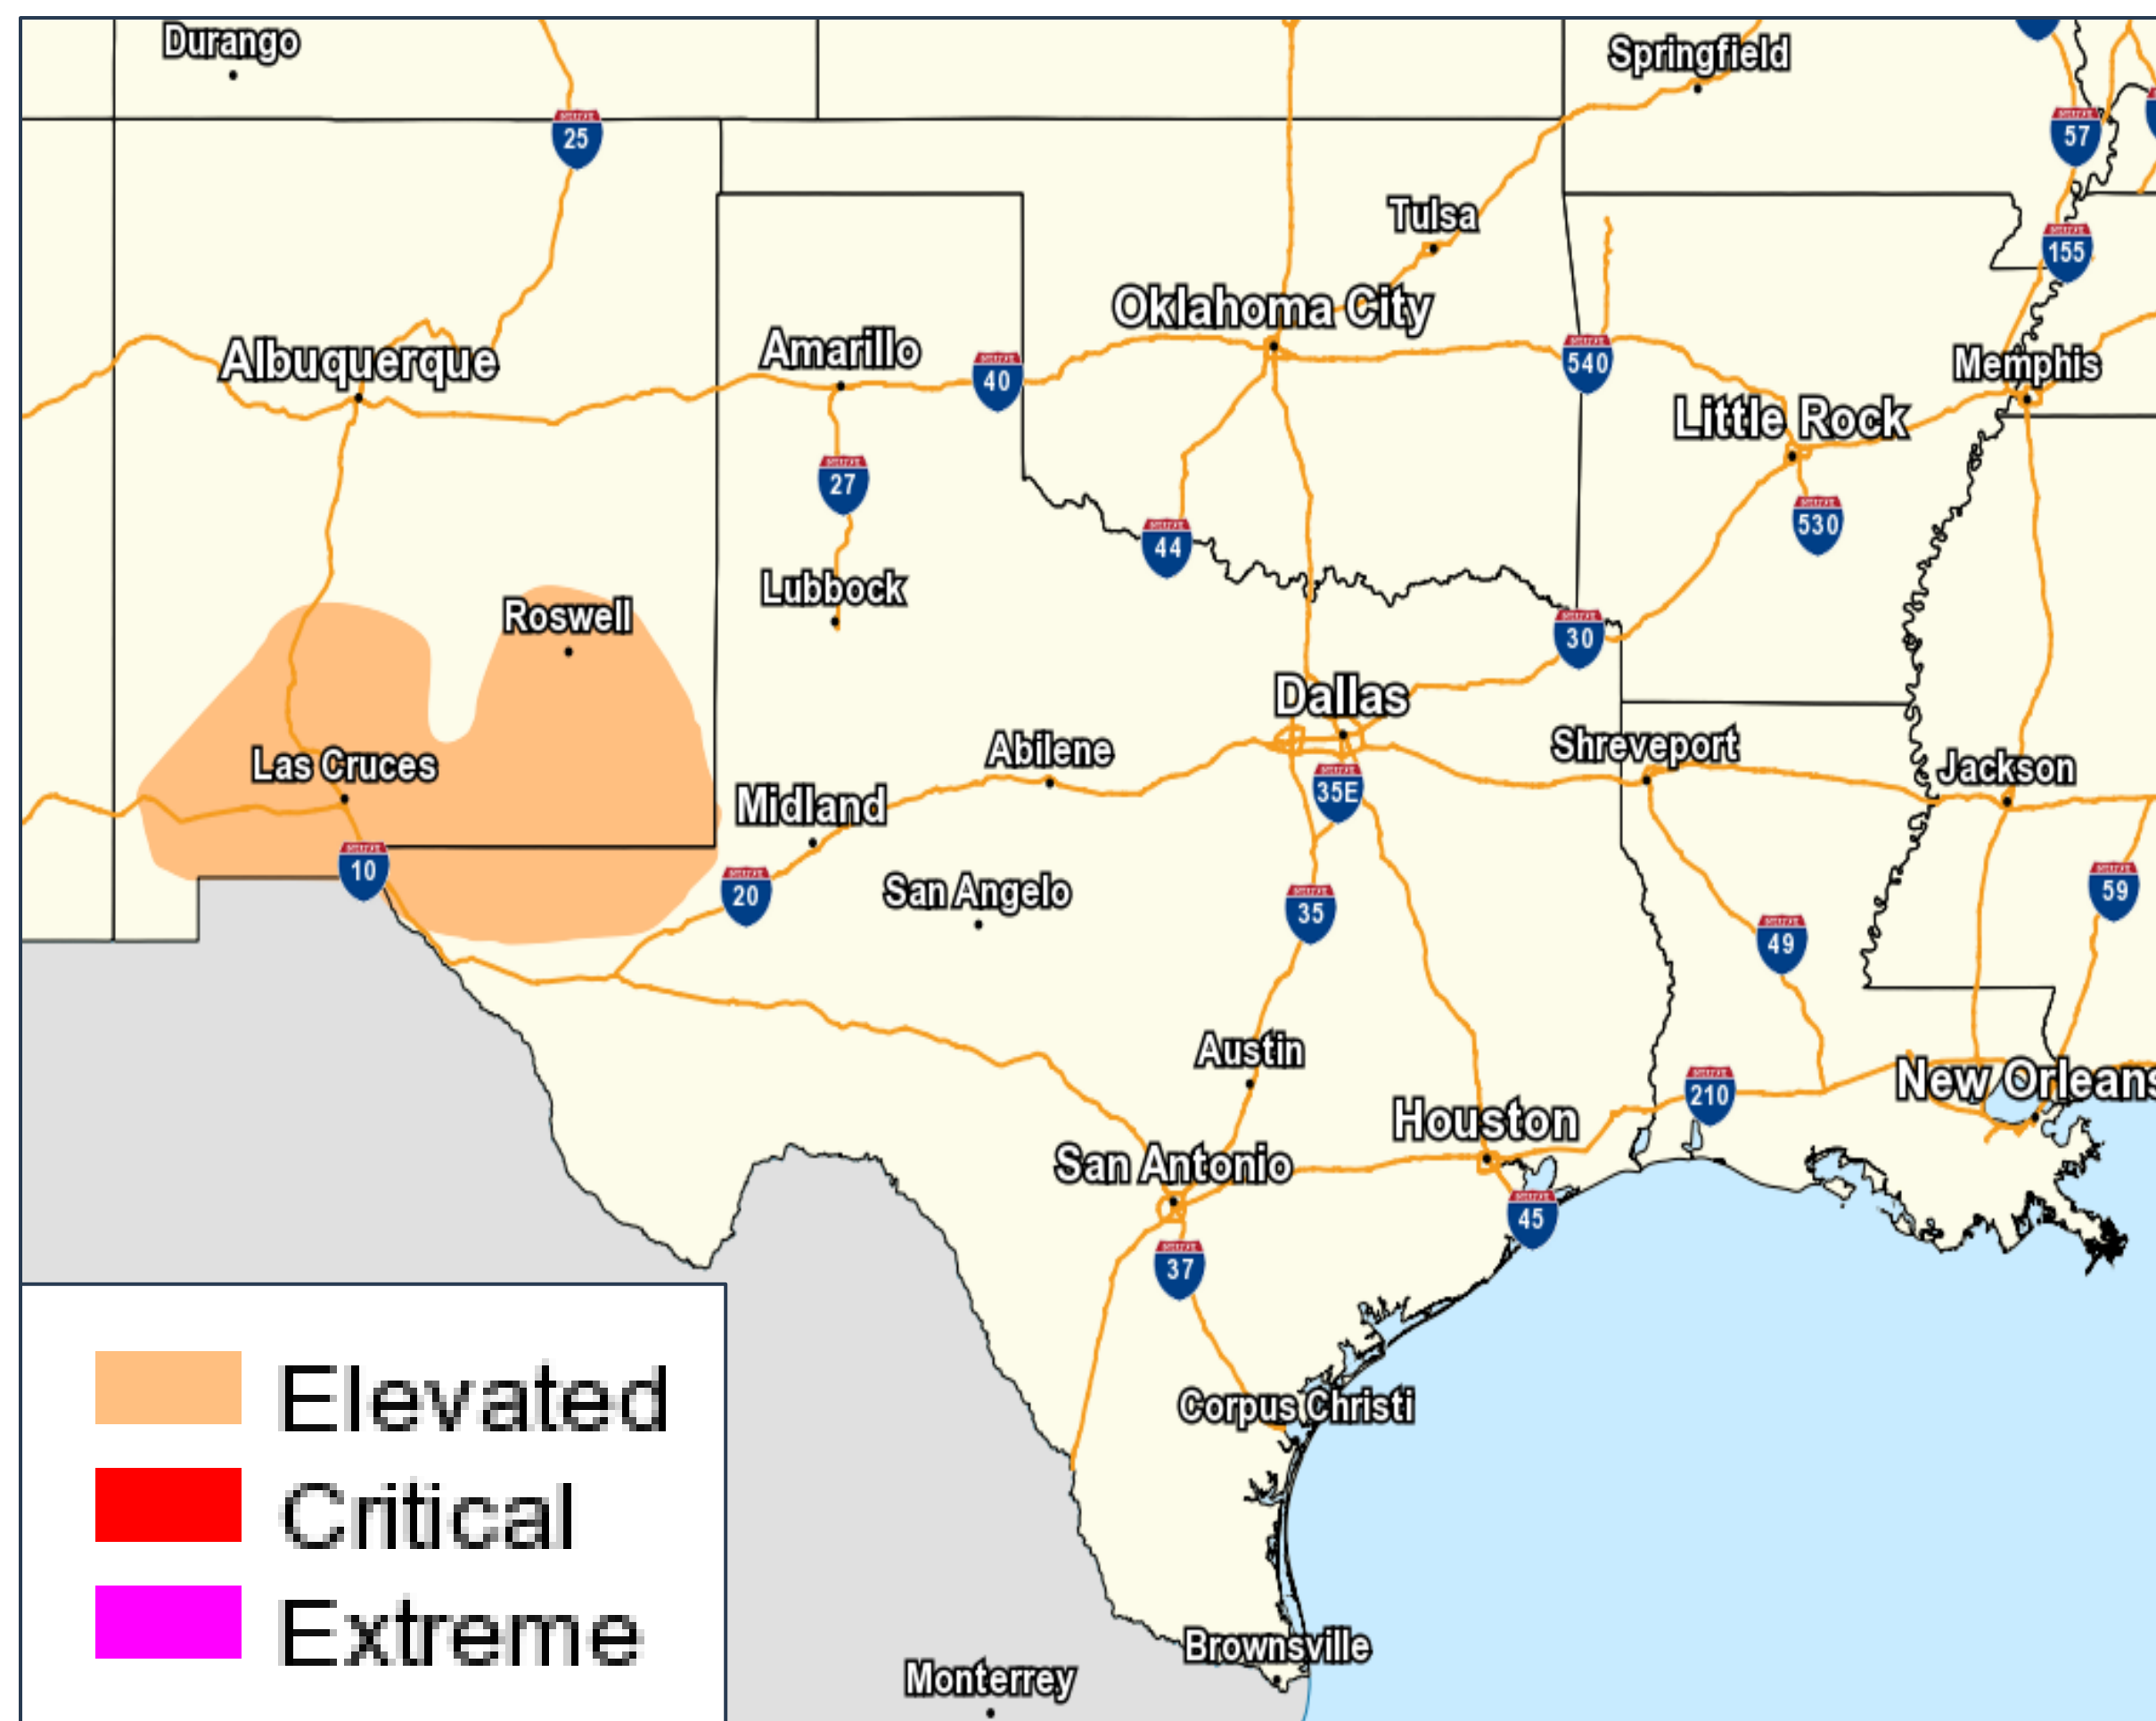 Durango
Springfield
25
57
155
Tulsa
Oklahoma City
Albuquerque
Amarillo
40
540
Memphis
Little Rock
27
530
44
Lubbock
Roswell
30
Dallas
Shreveport
Abilene
Las Cruces
Jackson
35E
Midland
10
20
San Angelo
35
59
49
Austin
New Orleans
210
Houston
San Antonio
45
37
Elevated
Corpus Christi
Critical
Extreme
Brownsville
Monterrey